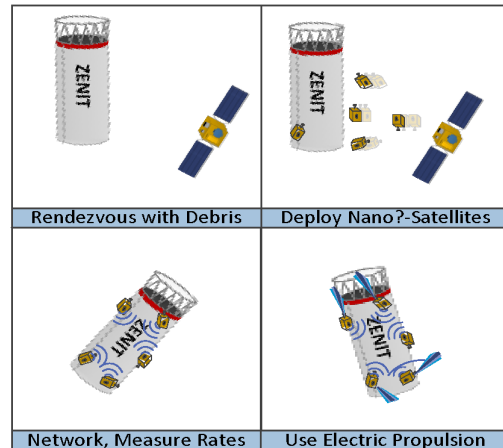 ZENIT
ZENIT
Rendezvous with Debris
Deploy Nano?-Satellites
ZENIT
ZENIT
Network, Measure Rates
Use Electric Propulsion